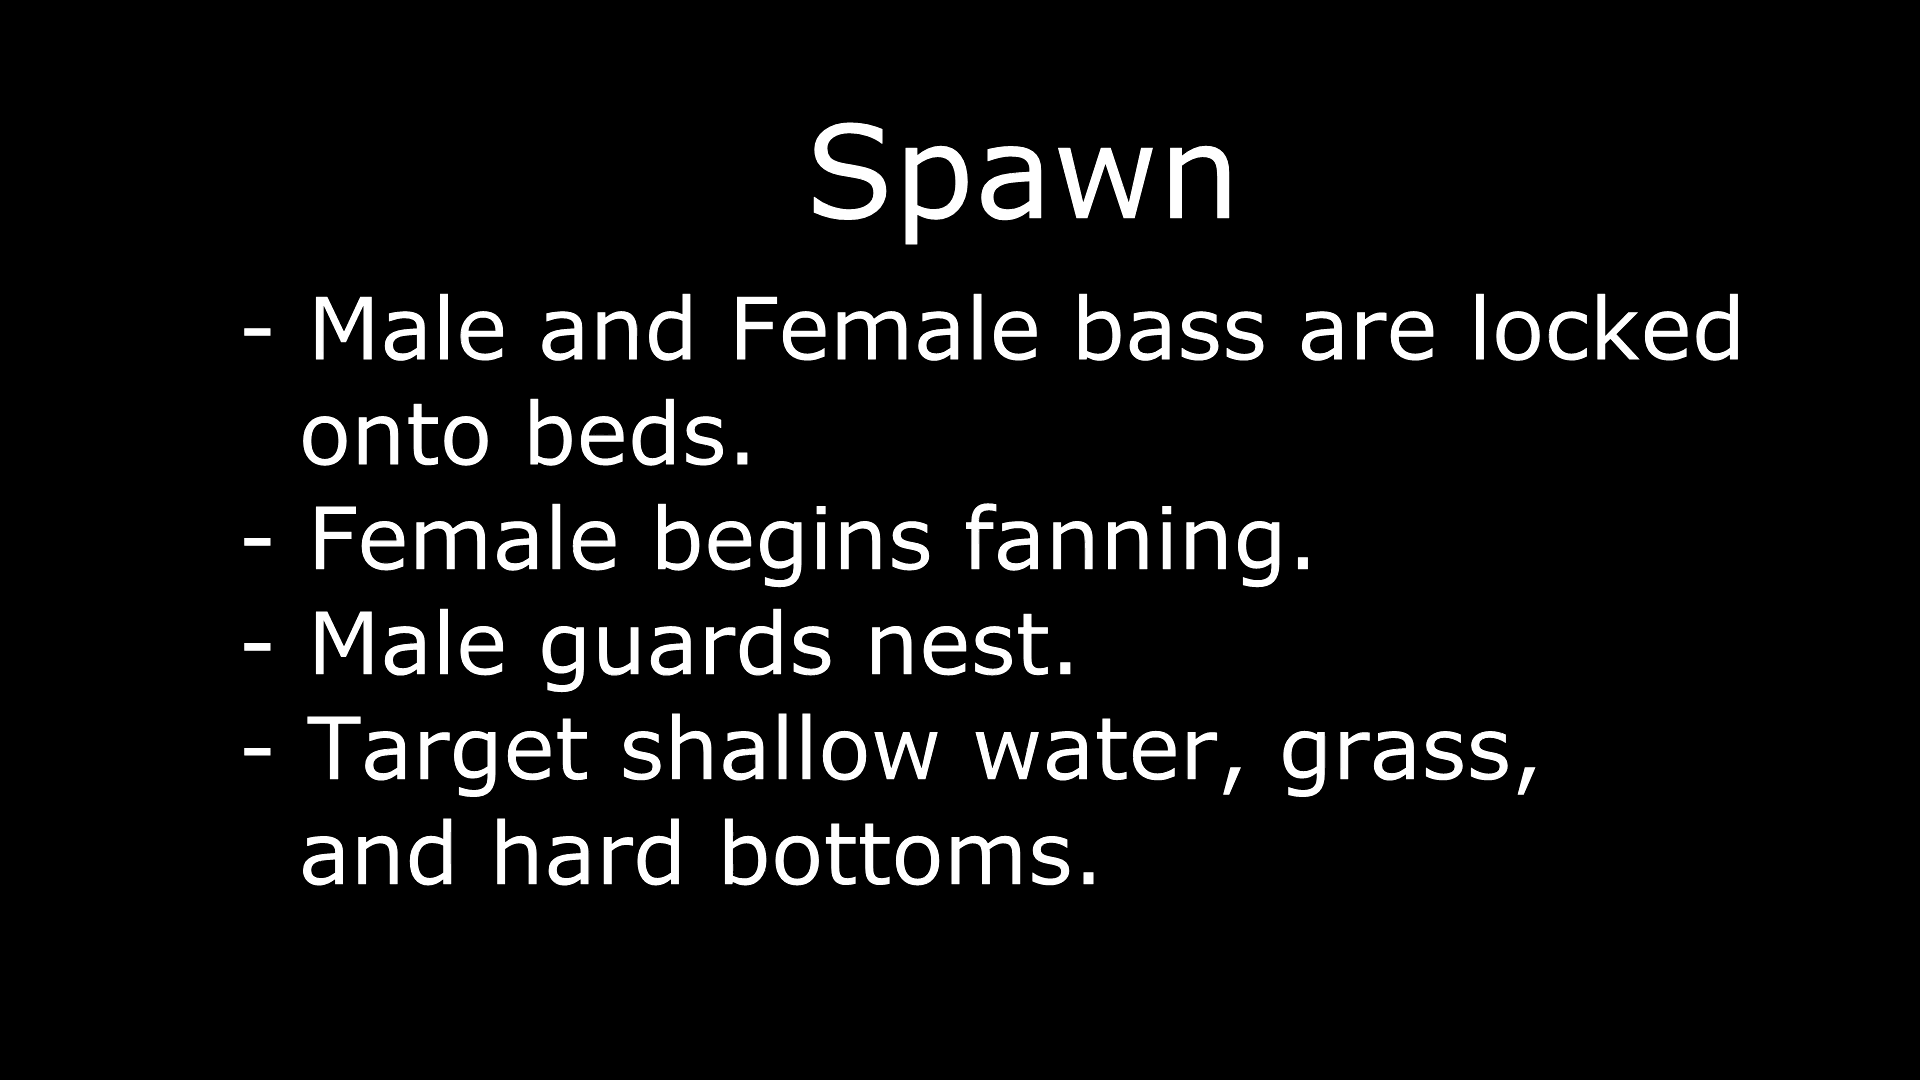 Spawn
- Male and Female bass are locked
onto beds.
- Female begins fanning.
- Male guards nest.
- Target shallow water, grass,
and hard bottoms.